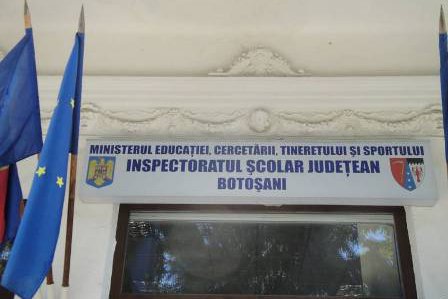 MINISTERUL EDUCAȚIEI, CERCETĂRII, TINERETULUI ȘI SPORTULUI
INSPECTORATUL ȘCOLAR JUDEȚEAN
BOTOȘANI